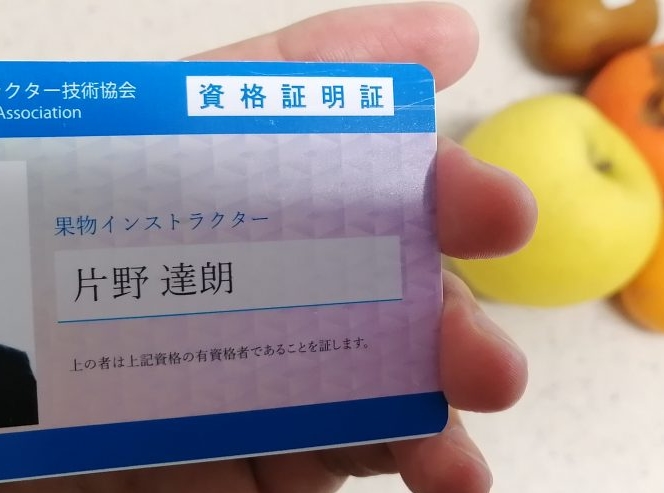 クター技術協会
Association
資格証明証
果物インストラクター
片野 達朗
上の者は上記資格の有資格者であることを証します。